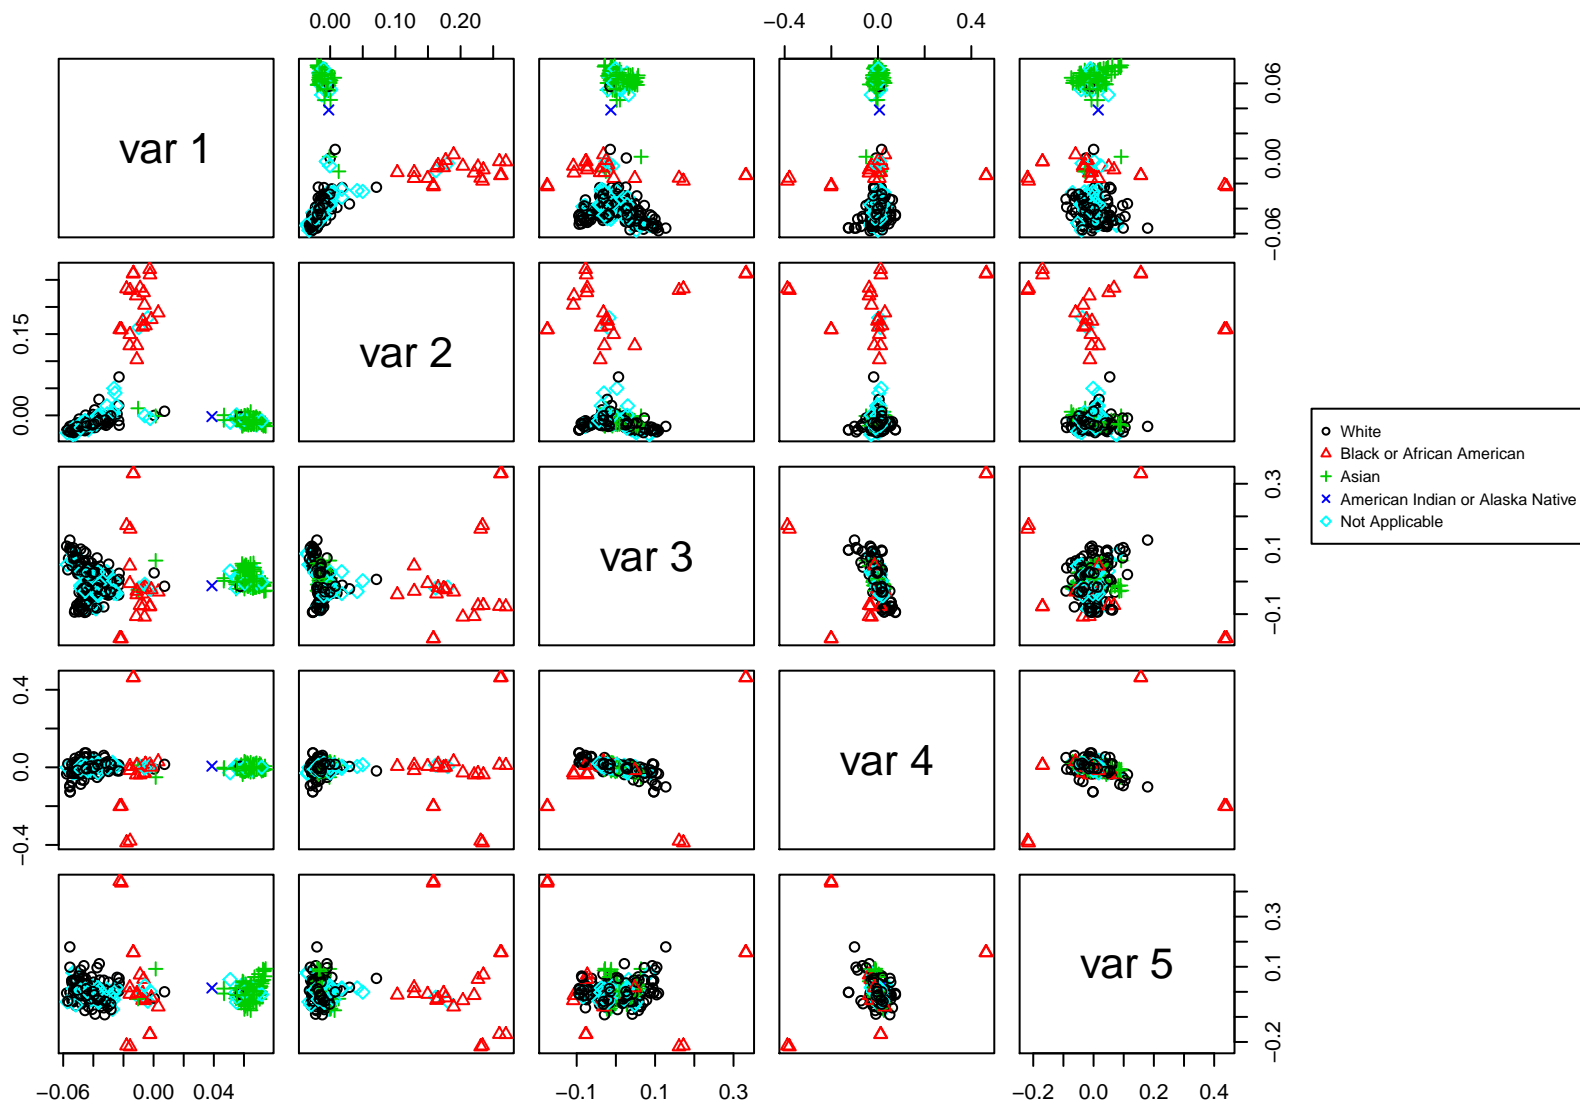 0.00 0.10 0.20 −0.4 0.0 0.4
var 1
−0.06 0.00 0.06
0.00 0.15
var 2
var 3
−0.1 0.1 0.3
−0.4 0.0 0.4
var 4
var 5
−0.2 0.1 0.3
−0.06 0.00 0.04 −0.1 0.1 0.3 −0.2 0.0 0.2 0.4
White
Black or African American
Asian
American Indian or Alaska Native
Not Applicable